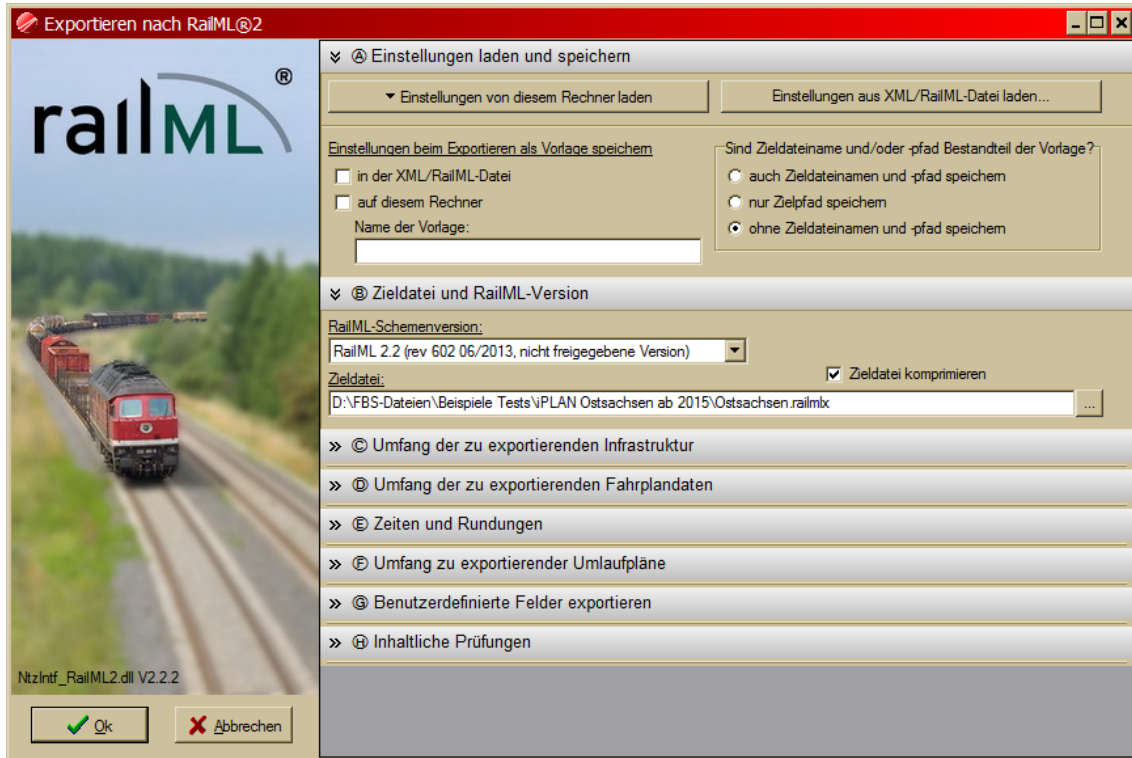 Exportieren nach RailML®2
railML®
Ⓐ Einstellungen laden und speichern
Einstellungen von diesem Rechner laden
Einstellungen aus XML/RailML-Datei laden...
Einstellungen beim Exportieren als Vorlage speichern
in der XML/RailML-Datei
auf diesem Rechner
Name der Vorlage:
Sind Zieldateiname und/oder -pfad Bestandteil der Vorlage?
auch Zieldateinamen und -pfad speichern
nur Zielpfad speichern
ohne Zieldateinamen und -pfad speichern
Ⓑ Zieldatei und RailML-Version
RailML-Schemenversion:
RailML 2.2 (rev 602 06/2013, nicht freigegebene Version)
Zieldatei komprimieren
Zieldatei:
D:\FBS-Dateien\Beispiele Tests\iPLAN Ostsachsen ab 2015\Ostsachsen.railmlx
...
Ⓒ Umfang der zu exportierenden Infrastruktur
Ⓓ Umfang der zu exportierenden Fahrplandaten
Ⓔ Zeiten und Rundungen
Ⓕ Umfang zu exportierender Umlaufpläne
Ⓖ Benutzerdefinierte Felder exportieren
Ⓗ Inhaltliche Prüfungen
NtzIntf_RailML2.dll V2.2.2
Ok
Abbrechen